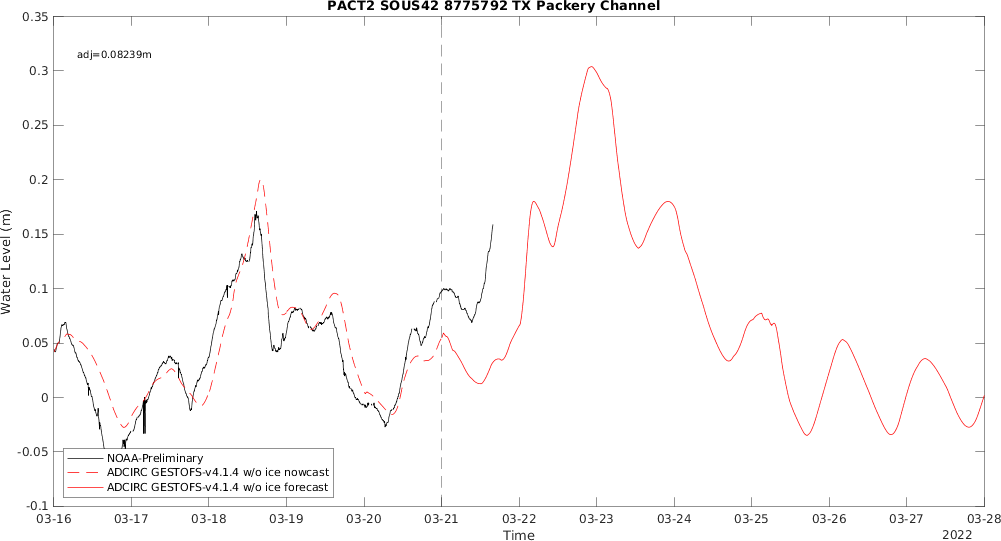 PACT2 SOUS42 8775792 TX Packery Channel
adj=0.08239m
0.35
0.3
0.25
0.2
0.15
0.1
0.05
0
-0.05
-0.1
Water Level (m)
NOAA-Preliminary
ADCIRC GESTOFS-v4.1.4 w/o ice nowcast
ADCIRC GESTOFS-v4.1.4 w/o ice forecast
03-16 03-17 03-18 03-19 03-20 03-21 03-22 03-23 03-24 03-25 03-26 03-27 03-28
Time
2022